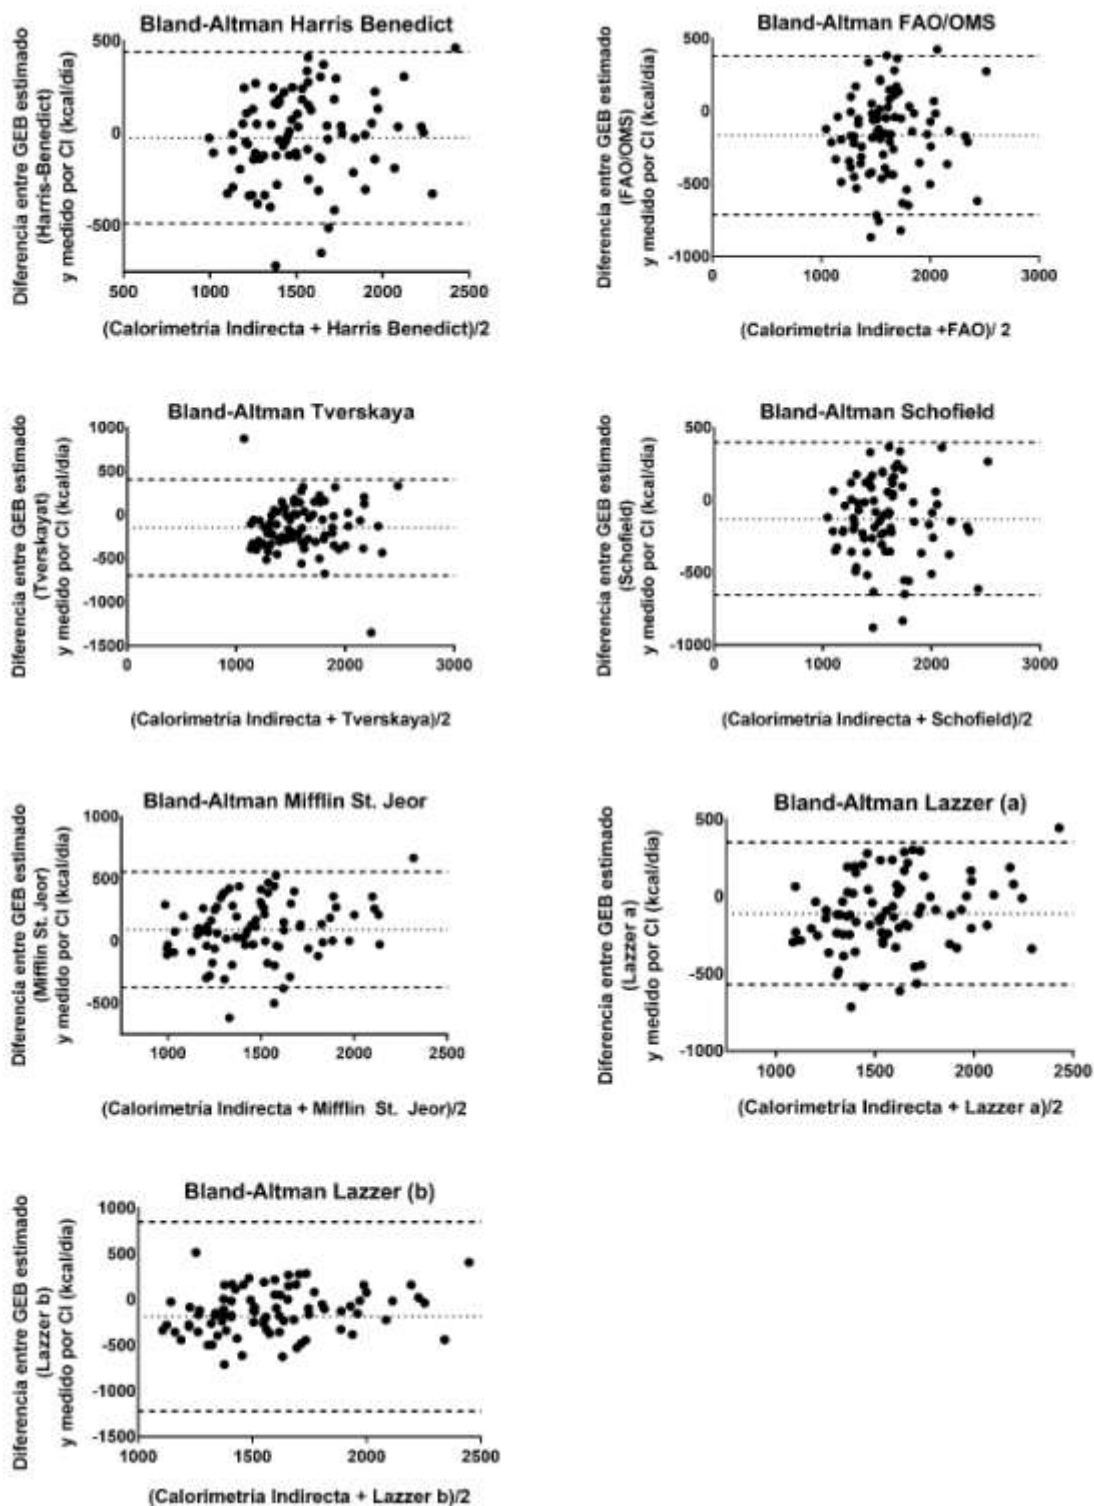 Bland-Altman Harris Benedict
Diferencia entre GEB estimado
(Harris-Benedict)
y medido por CI (kcal/día)
500
0
-500
500
1000
1500
2000
2500
(Calorimetría Indirecta + Harris Benedict)/2
Bland-Altman FAO/OMS
Diferencia entre GEB estimado
(FAO/OMS)
y medido por CI (kcal/día)
500
0
-500
-1000
0
1000
2000
3000
(Calorimetría Indirecta +FAO)/ 2
Bland-Altman Tverskaya
Diferencia entre GEB estimado
(Tverskayat)
y medido por CI (kcal/día)
1000
500
0
-500
-1000
-1500
0
1000
2000
3000
(Calorimetría Indirecta + Tverskaya)/2
Bland-Altman Schofield
Diferencia entre GEB estimado
(Schofield)
y medido por CI (kcal/día)
500
0
-500
-1000
0
1000
2000
3000
(Calorimetría Indirecta + Schofield)/2
Bland-Altman Mifflin St. Jeor
Diferencia entre GEB estimado
(Mifflin St. Jeor)
y medido por CI (kcal/día)
1000
500
0
-500
1000
1500
2000
2500
(Calorimetría Indirecta + Mifflin St. Jeor)/2
Bland-Altman Lazzer (a)
Diferencia entre GEB estimado
(Lazzer a)
y medido por CI (kcal/día)
500
0
-500
-1000
1000
1500
2000
2500
(Calorimetría Indirecta + Lazzer a)/2
Bland-Altman Lazzer (b)
Diferencia entre GEB estimado
(Lazzer b)
y medido por CI (kcal/día)
1000
500
0
-500
-1000
-1500
1000
1500
2000
2500
(Calorimetría Indirecta + Lazzer b)/2